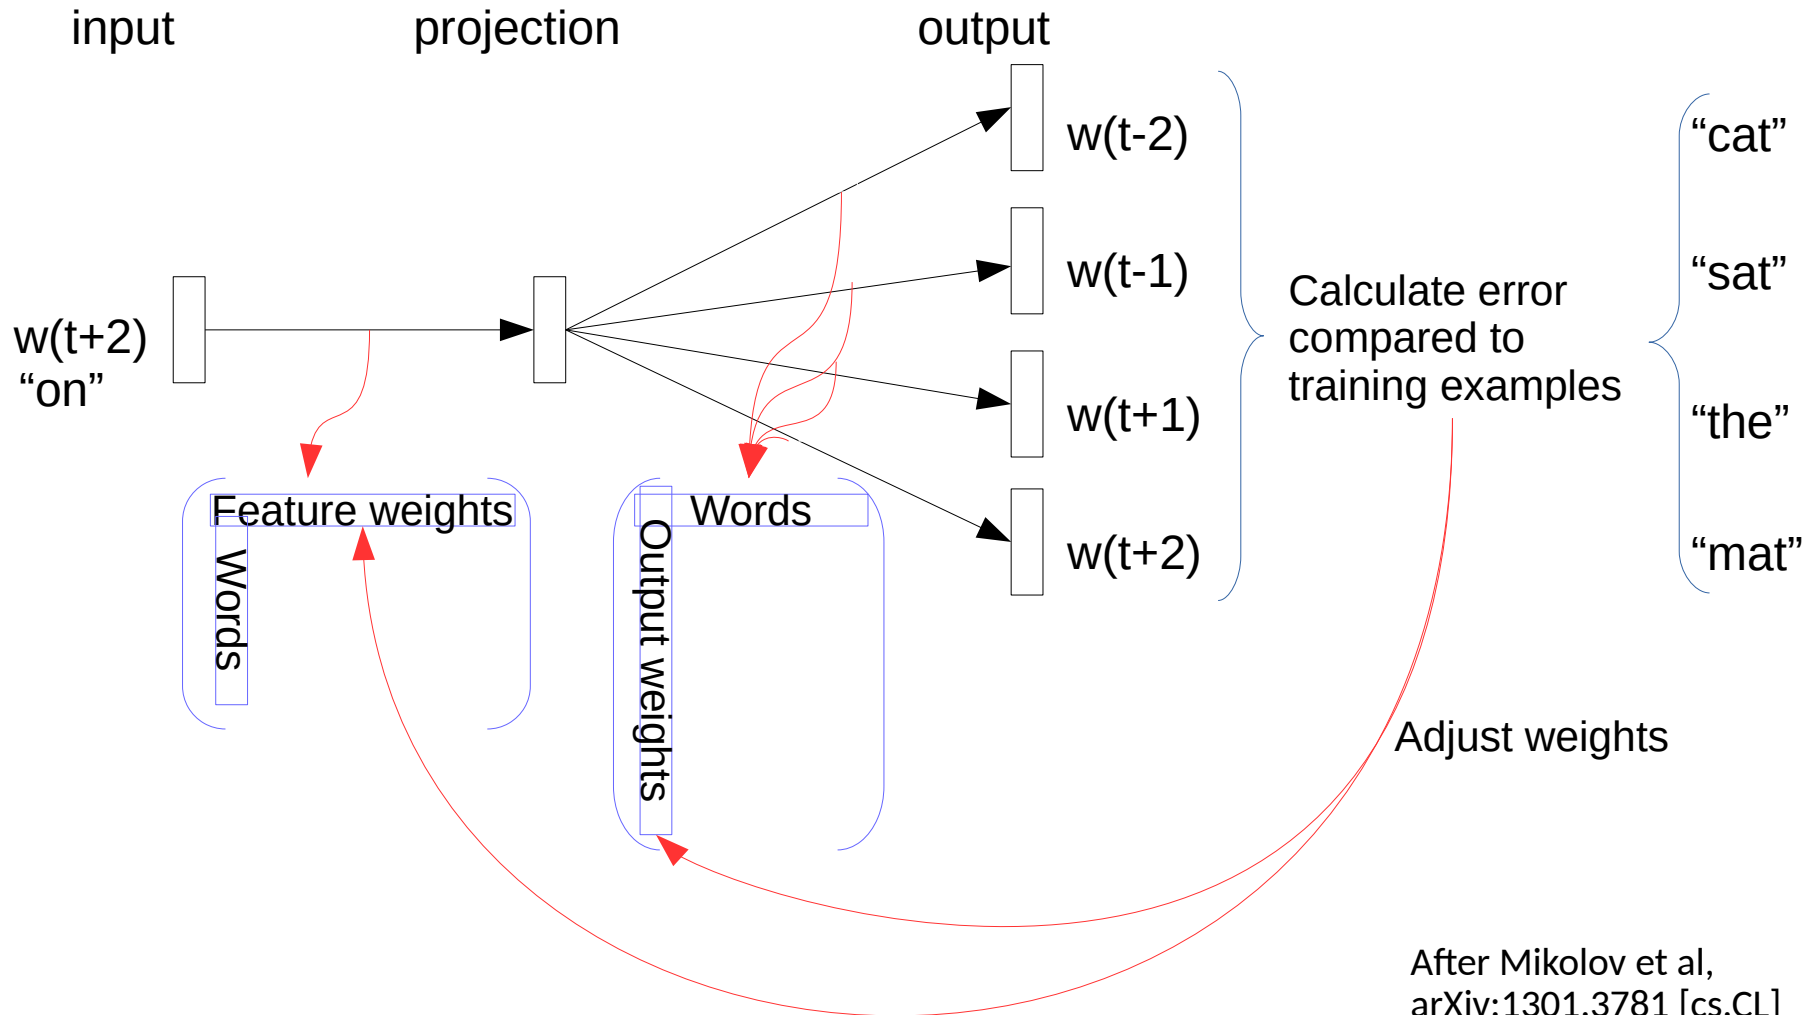 input
projection
output
w(t-2)
w(t-1)
w(t+1)
w(t+2)
w(t+2)
“on”
Calculate error
compared to
training examples
“cat”
“sat”
“the”
“mat”
Feature weights
Words
Words
Output weights
Adjust weights
After Mikolov et al,
arXiv:1301.3781 [cs.CL]